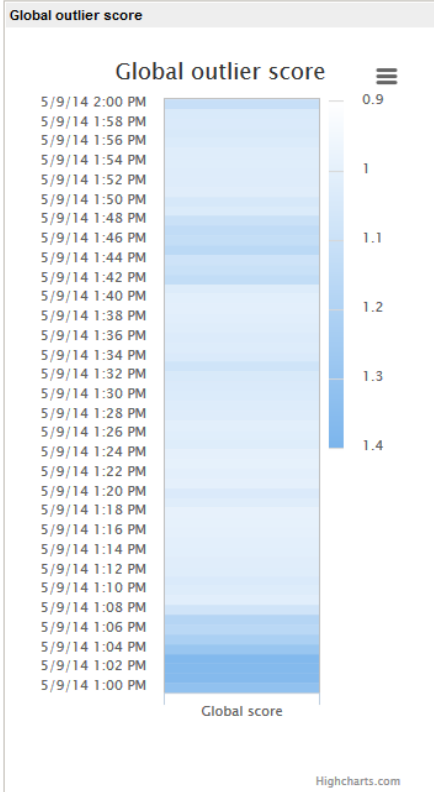 Global outlier score
Global outlier score
5/9/14 2:00 PM
5/9/14 1:58 PM
5/9/14 1:56 PM
5/9/14 1:54 PM
5/9/14 1:52 PM
5/9/14 1:50 PM
5/9/14 1:48 PM
5/9/14 1:46 PM
5/9/14 1:44 PM
5/9/14 1:42 PM
5/9/14 1:40 PM
5/9/14 1:38 PM
5/9/14 1:36 PM
5/9/14 1:34 PM
5/9/14 1:32 PM
5/9/14 1:30 PM
5/9/14 1:28 PM
5/9/14 1:26 PM
5/9/14 1:24 PM
5/9/14 1:22 PM
5/9/14 1:20 PM
5/9/14 1:18 PM
5/9/14 1:16 PM
5/9/14 1:14 PM
5/9/14 1:12 PM
5/9/14 1:10 PM
5/9/14 1:08 PM
5/9/14 1:06 PM
5/9/14 1:04 PM
5/9/14 1:02 PM
5/9/14 1:00 PM
0.9
1
1.1
1.2
1.3
1.4
Global score
Highcharts.com